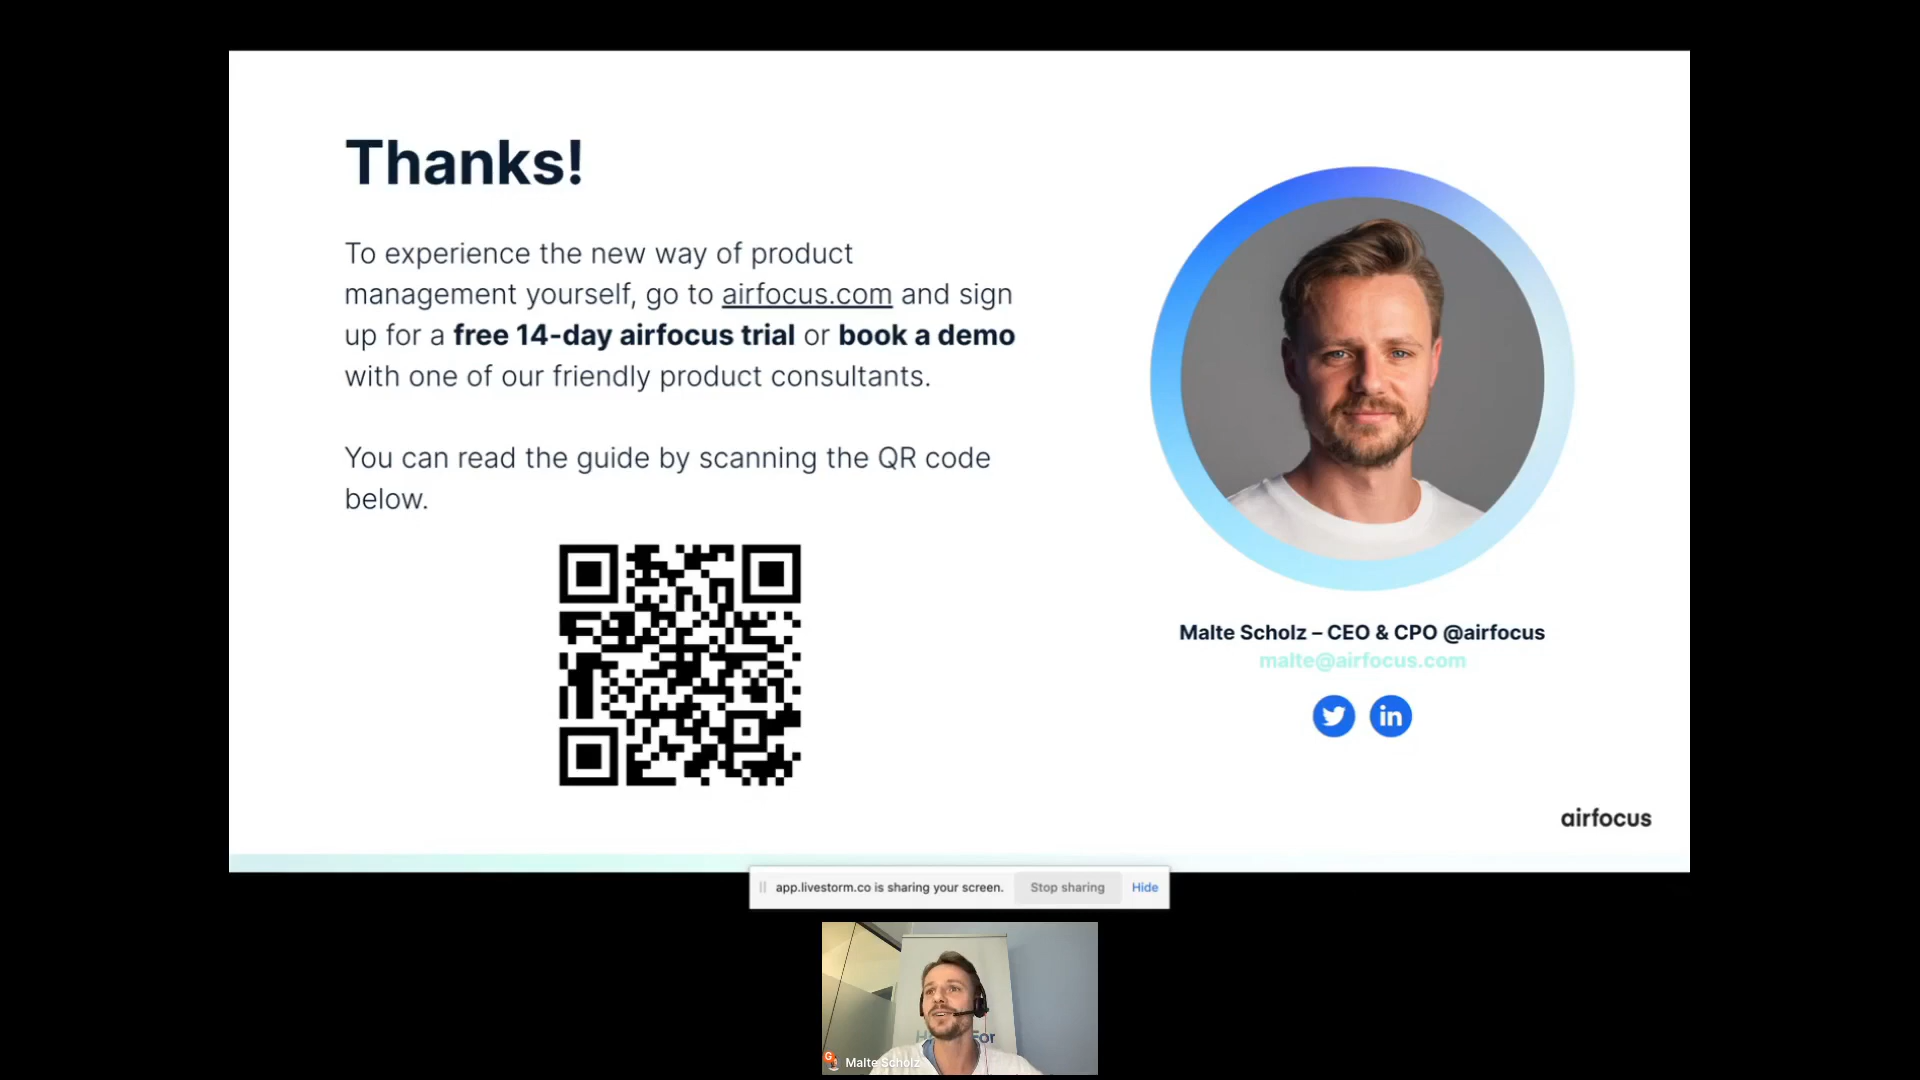 Thanks!
To experience the new way of product
management yourself, go to airfocus.com and sign
up for a free 14-day airfocus trial or book a demo
with one of our friendly product consultants.
You can read the guide by scanning the QR code
below.
Malte Scholz – CEO & CPO @airfocus
malte@airfocus.com
in
airfocus
app.livestorm.co is sharing your screen.
Stop sharing
Hide
For
G
Malte Scholz